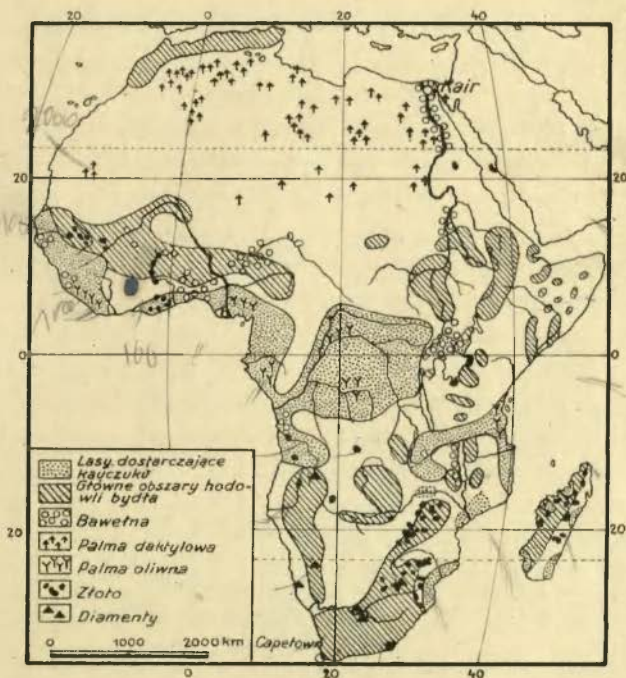 20 0 20 40
Kair
20 20
0 0
20 20
Lasy dostarczające
kauczuku
Główne obszary hodo-
wli bydła
Bawełna
Palma daktylowa
Palma oliwna
Złoto
Diamenty
0 1000 2000 km Capetown
0 20 40